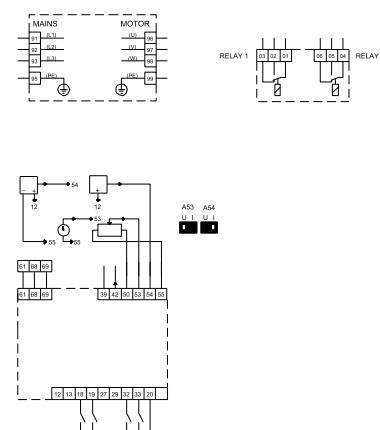 MAINS MOTOR
91 (L1) (U) 96
92 (L2) (V) 97
93 (L3) (W) 98
95 (PE) (PE) 99
RELAY 1 03 02 01 06 05 04 RELAY
- + 54 +
12 12
A53 A54
U I U I
53
55 55
61 68 69
61 68 69 39 42 50 53 54 55
12 13 18 19 27 29 32 33 20